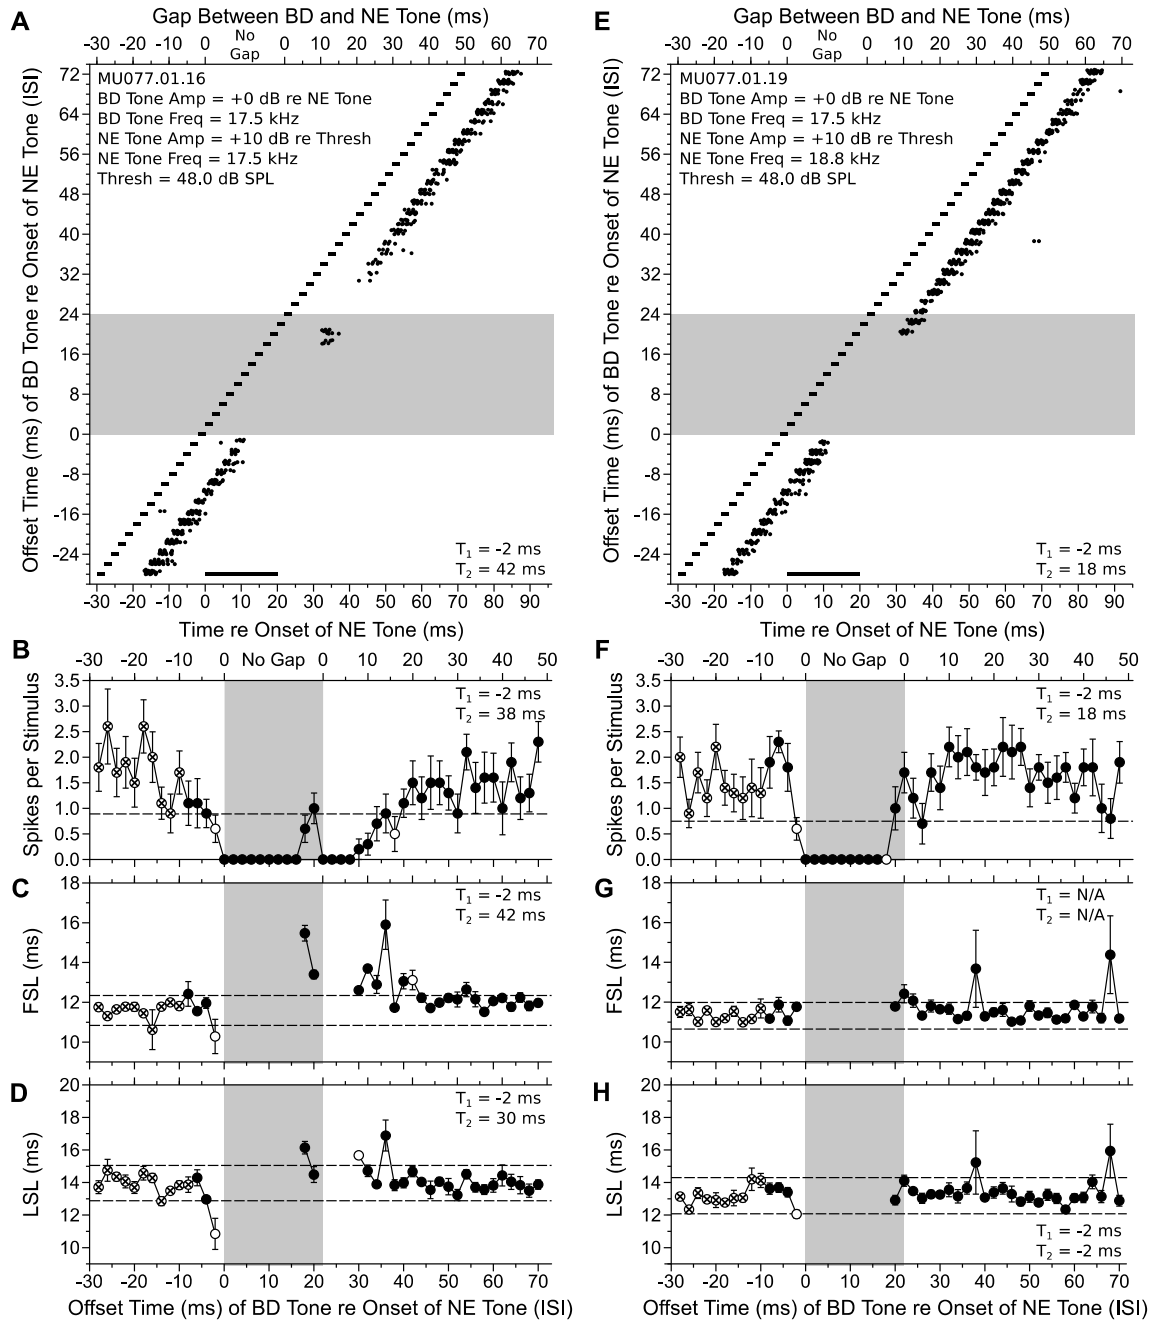 A
Gap Between BD and NE Tone (ms)
-30 -20 -10 0 No Gap 0 10 20 30 40 50 60 70
72
64
56
48
40
32
24
16
8
0
-8
-16
-24
Offset Time (ms) of BD Tone re Onset of NE Tone (ISI)
MU077.01.16
BD Tone Amp = +0 dB re NE Tone
BD Tone Freq = 17.5 kHz
NE Tone Amp = +10 dB re Thresh
NE Tone Freq = 17.5 kHz
Thresh = 48.0 dB SPL
T1 = -2 ms
T2 = 42 ms
-30 -20 -10 0 10 20 30 40 50 60 70 80 90
Time re Onset of NE Tone (ms)
B
-30 -20 -10 0 No Gap 0 10 20 30 40 50
3.5
3.0
2.5
2.0
1.5
1.0
0.5
0.0
Spikes per Stimulus
T1 = -2 ms
T2 = 38 ms
C
18
16
14
12
10
FSL (ms)
T1 = -2 ms
T2 = 42 ms
D
20
18
16
14
12
10
LSL (ms)
T1 = -2 ms
T2 = 30 ms
-30 -20 -10 0 10 20 30 40 50 60 70
Offset Time (ms) of BD Tone re Onset of NE Tone (ISI)
E
Gap Between BD and NE Tone (ms)
-30 -20 -10 0 No Gap 0 10 20 30 40 50 60 70
72
64
56
48
40
32
24
16
8
0
-8
-16
-24
Offset Time (ms) of BD Tone re Onset of NE Tone (ISI)
MU077.01.19
BD Tone Amp = +0 dB re NE Tone
BD Tone Freq = 17.5 kHz
NE Tone Amp = +10 dB re Thresh
NE Tone Freq = 18.8 kHz
Thresh = 48.0 dB SPL
T1 = -2 ms
T2 = 18 ms
-30 -20 -10 0 10 20 30 40 50 60 70 80 90
Time re Onset of NE Tone (ms)
F
-30 -20 -10 0 No Gap 0 10 20 30 40 50
3.5
3.0
2.5
2.0
1.5
1.0
0.5
0.0
Spikes per Stimulus
T1 = -2 ms
T2 = 18 ms
G
18
16
14
12
10
FSL (ms)
T1 = N/A
T2 = N/A
H
20
18
16
14
12
10
LSL (ms)
T1 = -2 ms
T2 = -2 ms
-30 -20 -10 0 10 20 30 40 50 60 70
Offset Time (ms) of BD Tone re Onset of NE Tone (ISI)